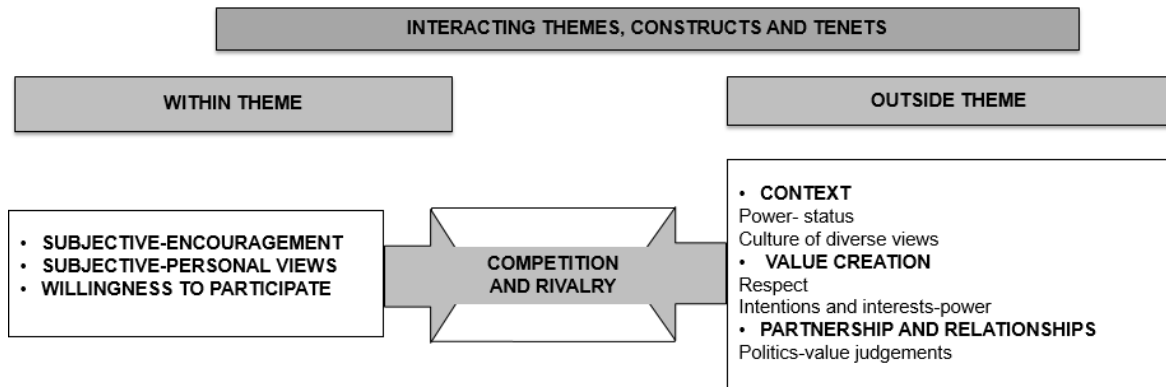 INTERACTING THEMES, CONSTRUCTS AND TENETS
WITHIN THEME
OUTSIDE THEME
• SUBJECTIVE-ENCOURAGEMENT
• SUBJECTIVE-PERSONAL VIEWS
• WILLINGNESS TO PARTICIPATE
COMPETITION
AND RIVALRY
• CONTEXT
Power- status
Culture of diverse views
• VALUE CREATION
Respect
Intentions and interests-power
• PARTNERSHIP AND RELATIONSHIPS
Politics-value judgements